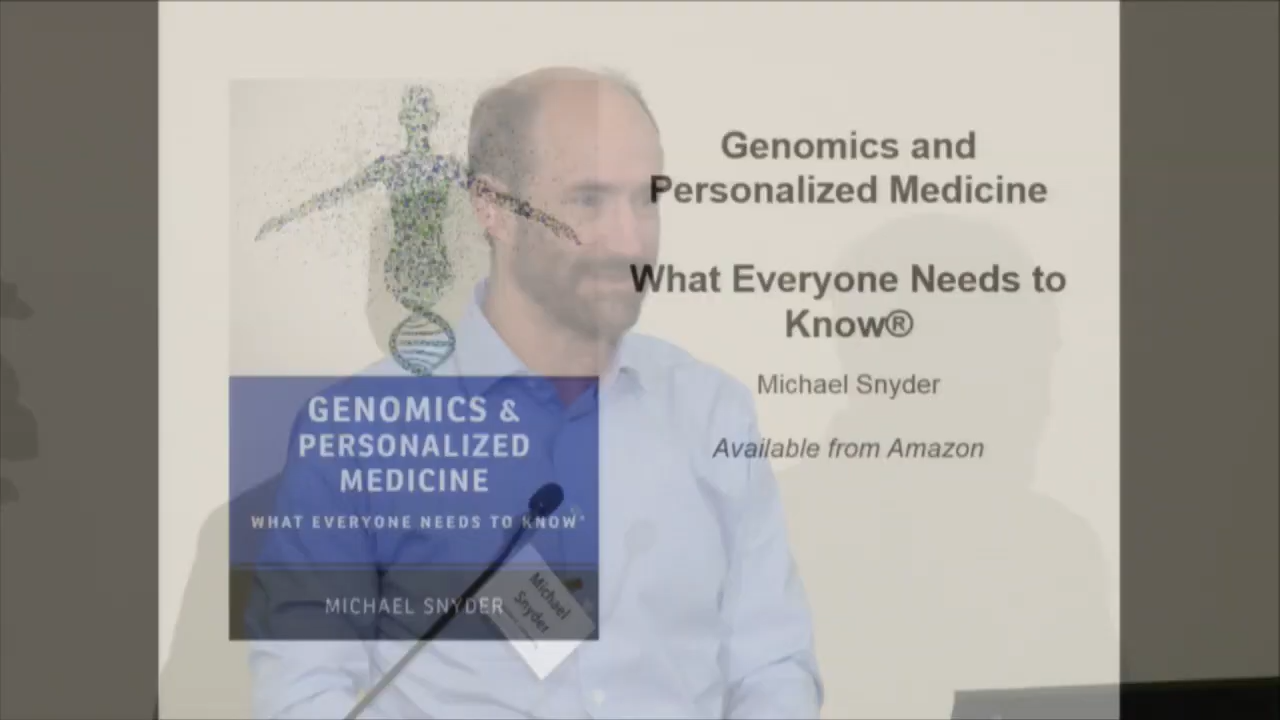 GENOMICS &
PERSONALIZED
MEDICINE
WHAT EVERYONE NEEDS TO KNOW®
MICHAEL SNYDER
Genomics and
Personalized Medicine
What Everyone Needs to
Know®
Michael Snyder
Available from Amazon
Michael
Snyder